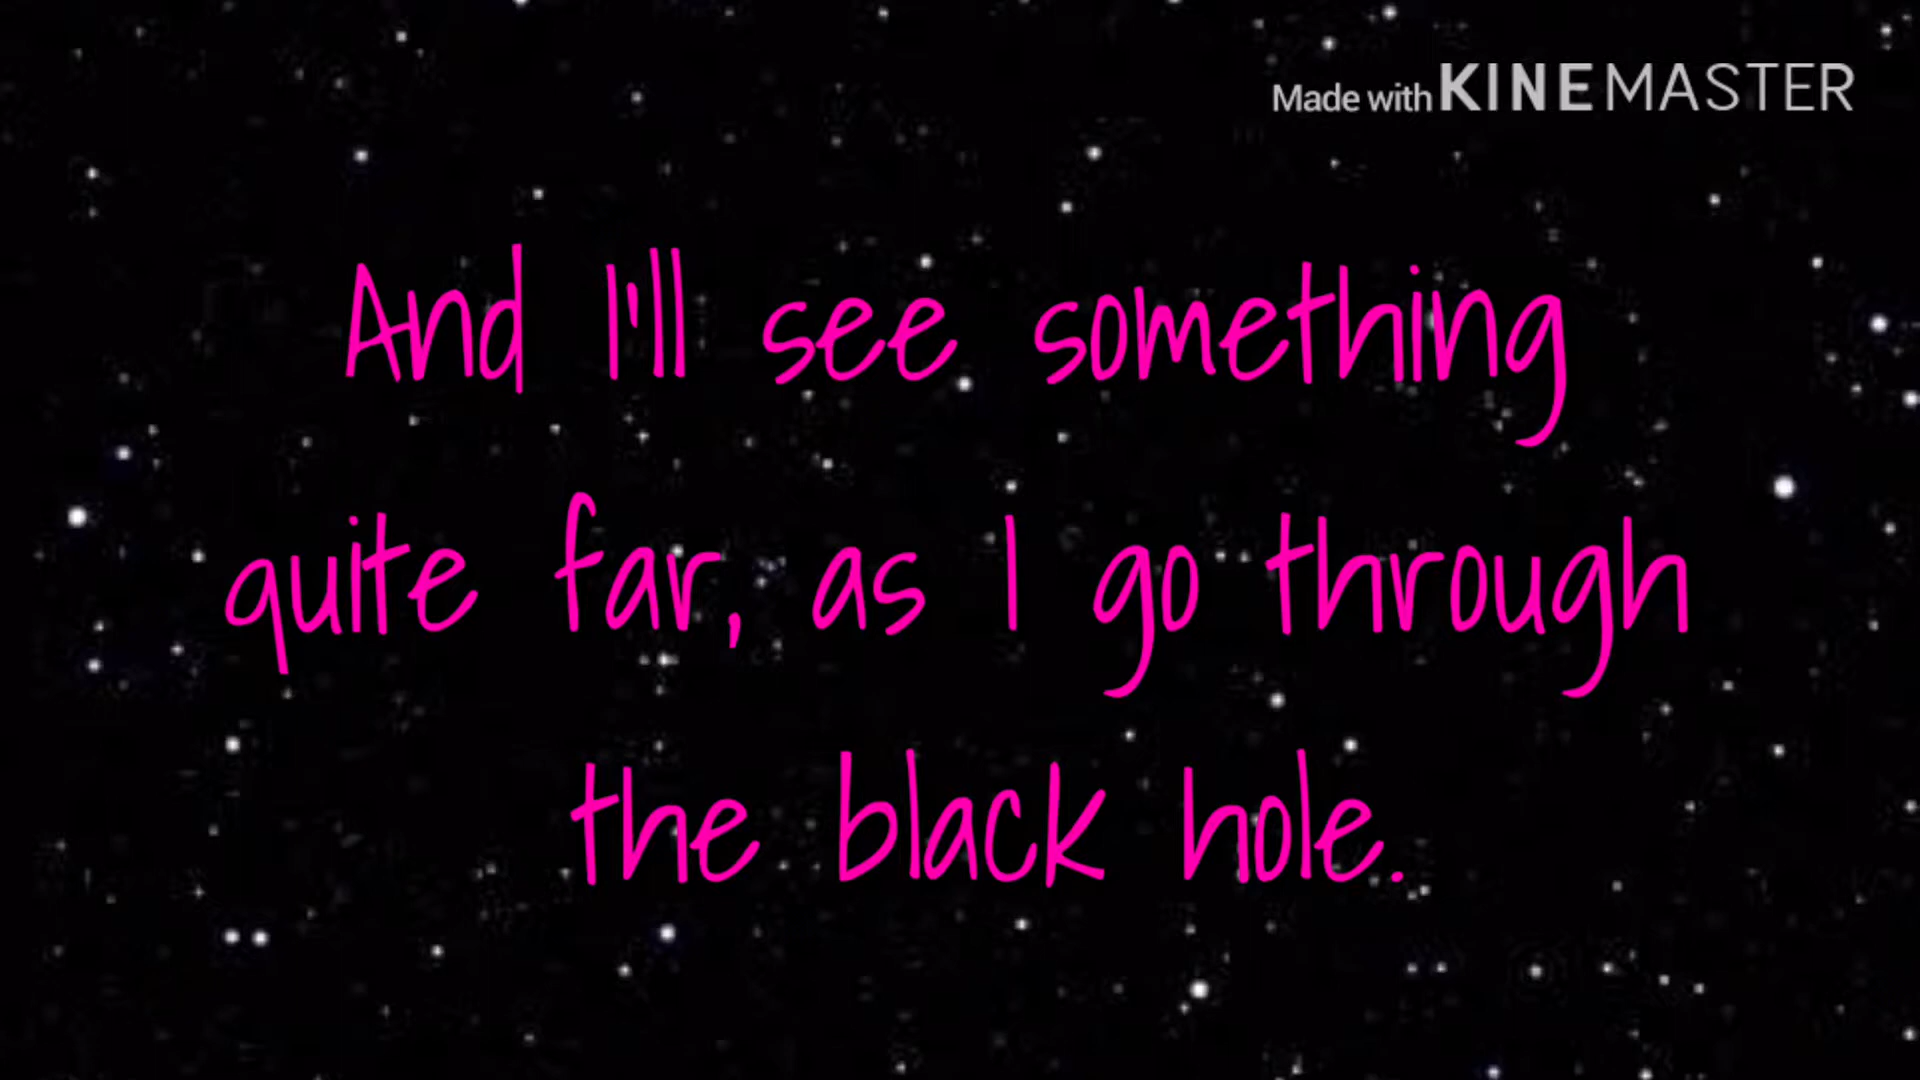 Made with KINEMASTER
And I'll see something
quite far, as I go through
the black hole.